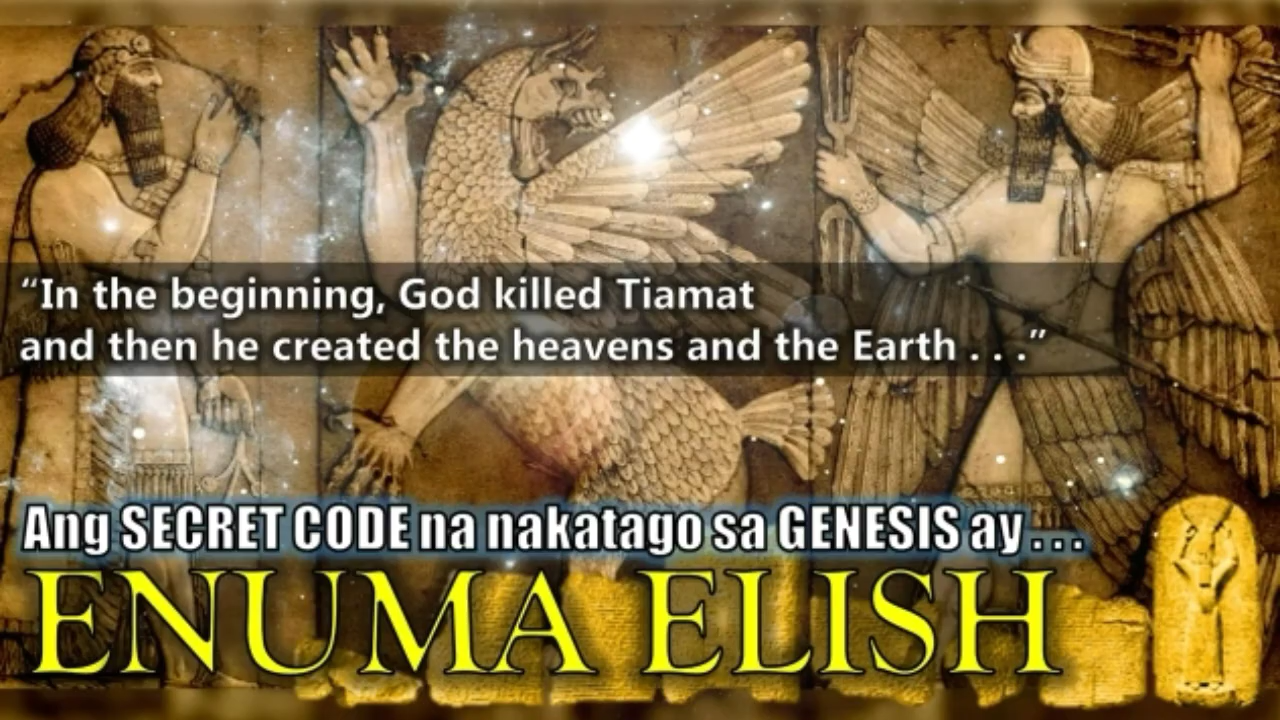 “In the beginning, God killed Tiamat
and then he created the heavens and the Earth . . .”
Ang SECRET CODE na nakatago sa GENESIS ay . . .
ENUMA ELISH